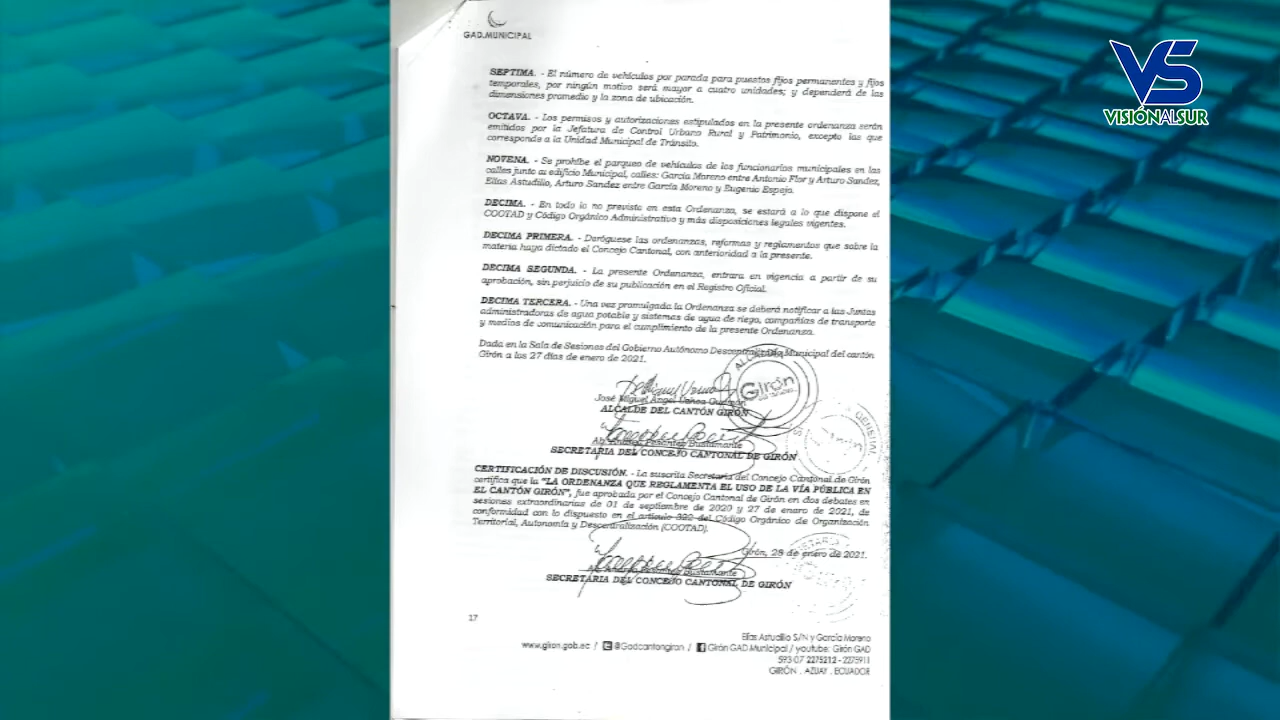 GAD.MUNICIPAL
VS
VISIÓNALSUR
SEPTIMA. - El número de vehículos por parada para puestos fijos permanentes y fijos
temporales, por ningún motivo será mayor a cuatro unidades; y dependerá de las
dimensiones promedio y la zona de ubicación.
OCTAVA. - Los permisos y autorizaciones estipulados en la presente ordenanza serán
emitidos por la Jefatura de Control Urbano Rural y Patrimonio, excepto las que
corresponde a la Unidad Municipal de Tránsito.
NOVENA. - Se prohíbe el parqueo de vehículos de los funcionarios municipales en las
calles junto al edificio Municipal, calles: García Moreno entre Antonio Flor y Arturo Sandez,
Elías Astudillo, Arturo Sandez entre García Moreno y Eugenio Espejo.
DECIMA. - En todo lo no previsto en esta Ordenanza, se estará a lo que dispone el
COOTAD y Código Orgánico Administrativo y más disposiciones legales vigentes.
DECIMA PRIMERA. - Deróguese las ordenanzas, reformas y reglamentos que sobre la
materia haya dictado el Concejo Cantonal, con anterioridad a la presente.
DECIMA SEGUNDA. - La presente Ordenanza, entrara en vigencia a partir de su
aprobación, sin perjuicio de su publicación en el Registro Oficial.
DECIMA TERCERA. - Una vez promulgada la Ordenanza se deberá notificar a las Juntas
administradoras de agua potable y sistemas de agua de riego, compañías de transporte
y medios de comunicación para el cumplimiento de la presente Ordenanza.
Dada en la Sala de Sesiones del Gobierno Autónomo Descentralizado Municipal del cantón
Girón a los 27 días de enero de 2021.
Girón
José Miguel Ángel Uzhca Guamán
ALCALDE DEL CANTÓN GIRÓN
GENERAL
Bustamante
SECRETARIA DEL CONCEJO CANTONAL DE GIRÓN
CERTIFICACIÓN DE DISCUSIÓN. - La suscrita Secretaria del Concejo Cantonal de Girón
certifica que la "LA ORDENANZA QUE REGLAMENTA EL USO DE LA VÍA PÚBLICA EN
EL CANTÓN GIRÓN", fue aprobada por el Concejo Cantonal de Girón en dos debates en
sesiones extraordinarias de 01 de septiembre de 2020 y 27 de enero de 2021, de
conformidad con lo dispuesto en el artículo 322 del Código Orgánico de Organización
Territorial, Autonomía y Descentralización (COOTAD).
Girón, 28 de enero de 2021.
Bustamante
SECRETARIA DEL CONCEJO CANTONAL DE GIRÓN
17
Elías Astudillo S/N y García Moreno
www.giron.gob.ec / @Gadcantongiron / Girón GAD Municipal / youtube: Girón GAD
593-07 2275212 - 2275911
GIRÓN . AZUAY . ECUADOR